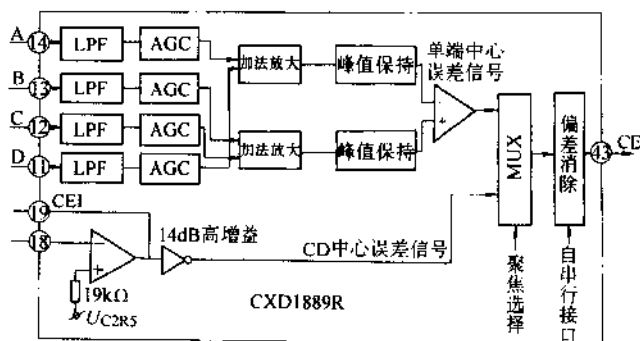 A 14 LPF AGC
加法放大 峰值保持 单端中心
误差信号
B 13 LPF AGC
C 12 LPF AGC
加法放大 峰值保持
D 11 LPF AGC
+
+
MUX
偏差消除
43 CE
19 CEI
18
14dB高增益
CD中心误差信号
+
19kΩ
UC2R5
CXD1889R
聚焦选择
自串行接口